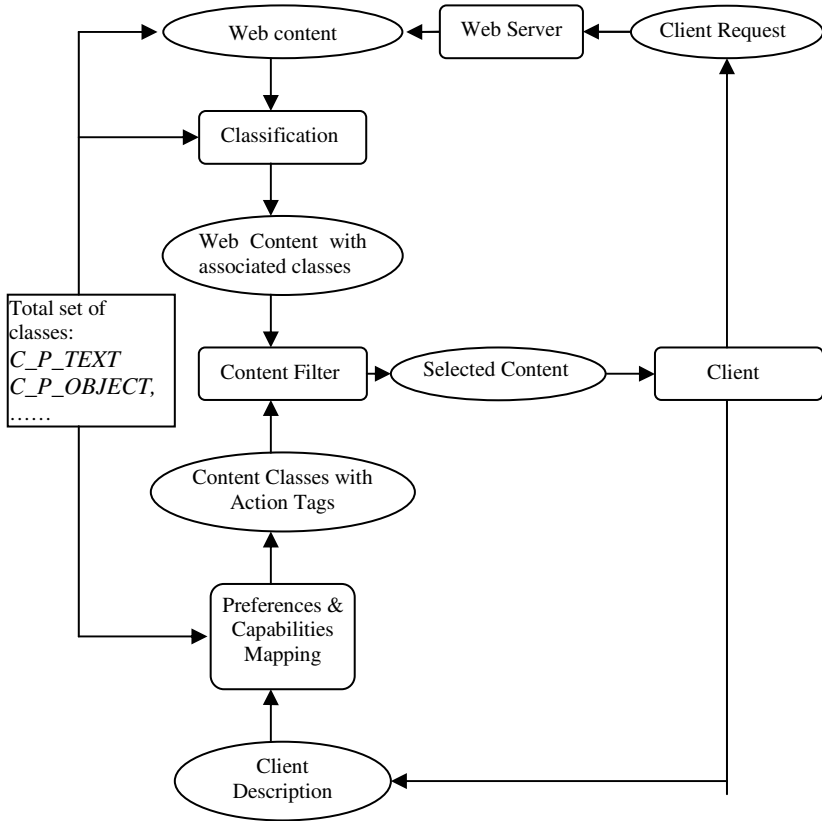 Web content
Web Server
Client Request
Classification
Web Content with
associated classes
Total set of
classes:
C_P_TEXT
C_P_OBJECT,
……
Content Filter
Selected Content
Client
Content Classes with
Action Tags
Preferences &
Capabilities
Mapping
Client
Description